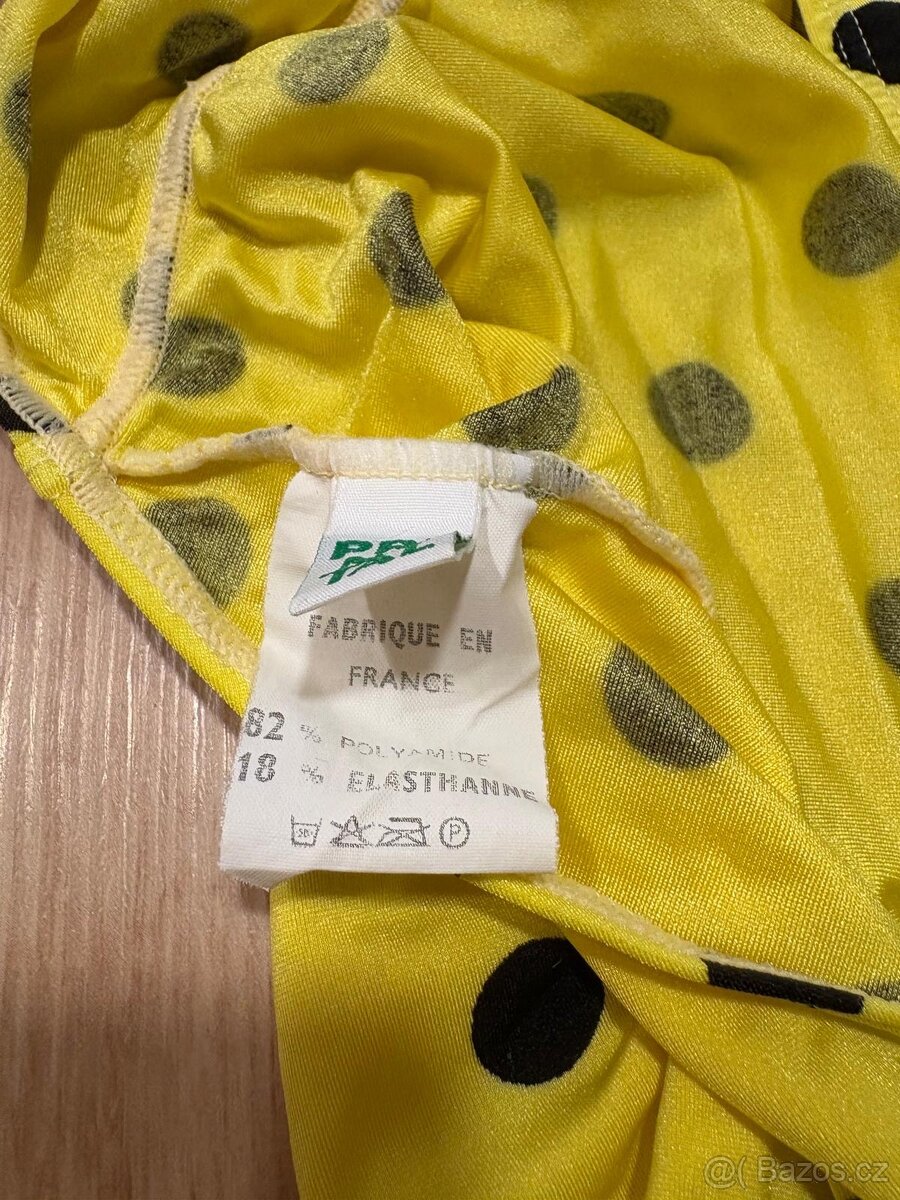 FABRIQUE EN
FRANCE
82 % POLYAMIDE
18 % ELASTHANNE
P
@( Bazos.cz